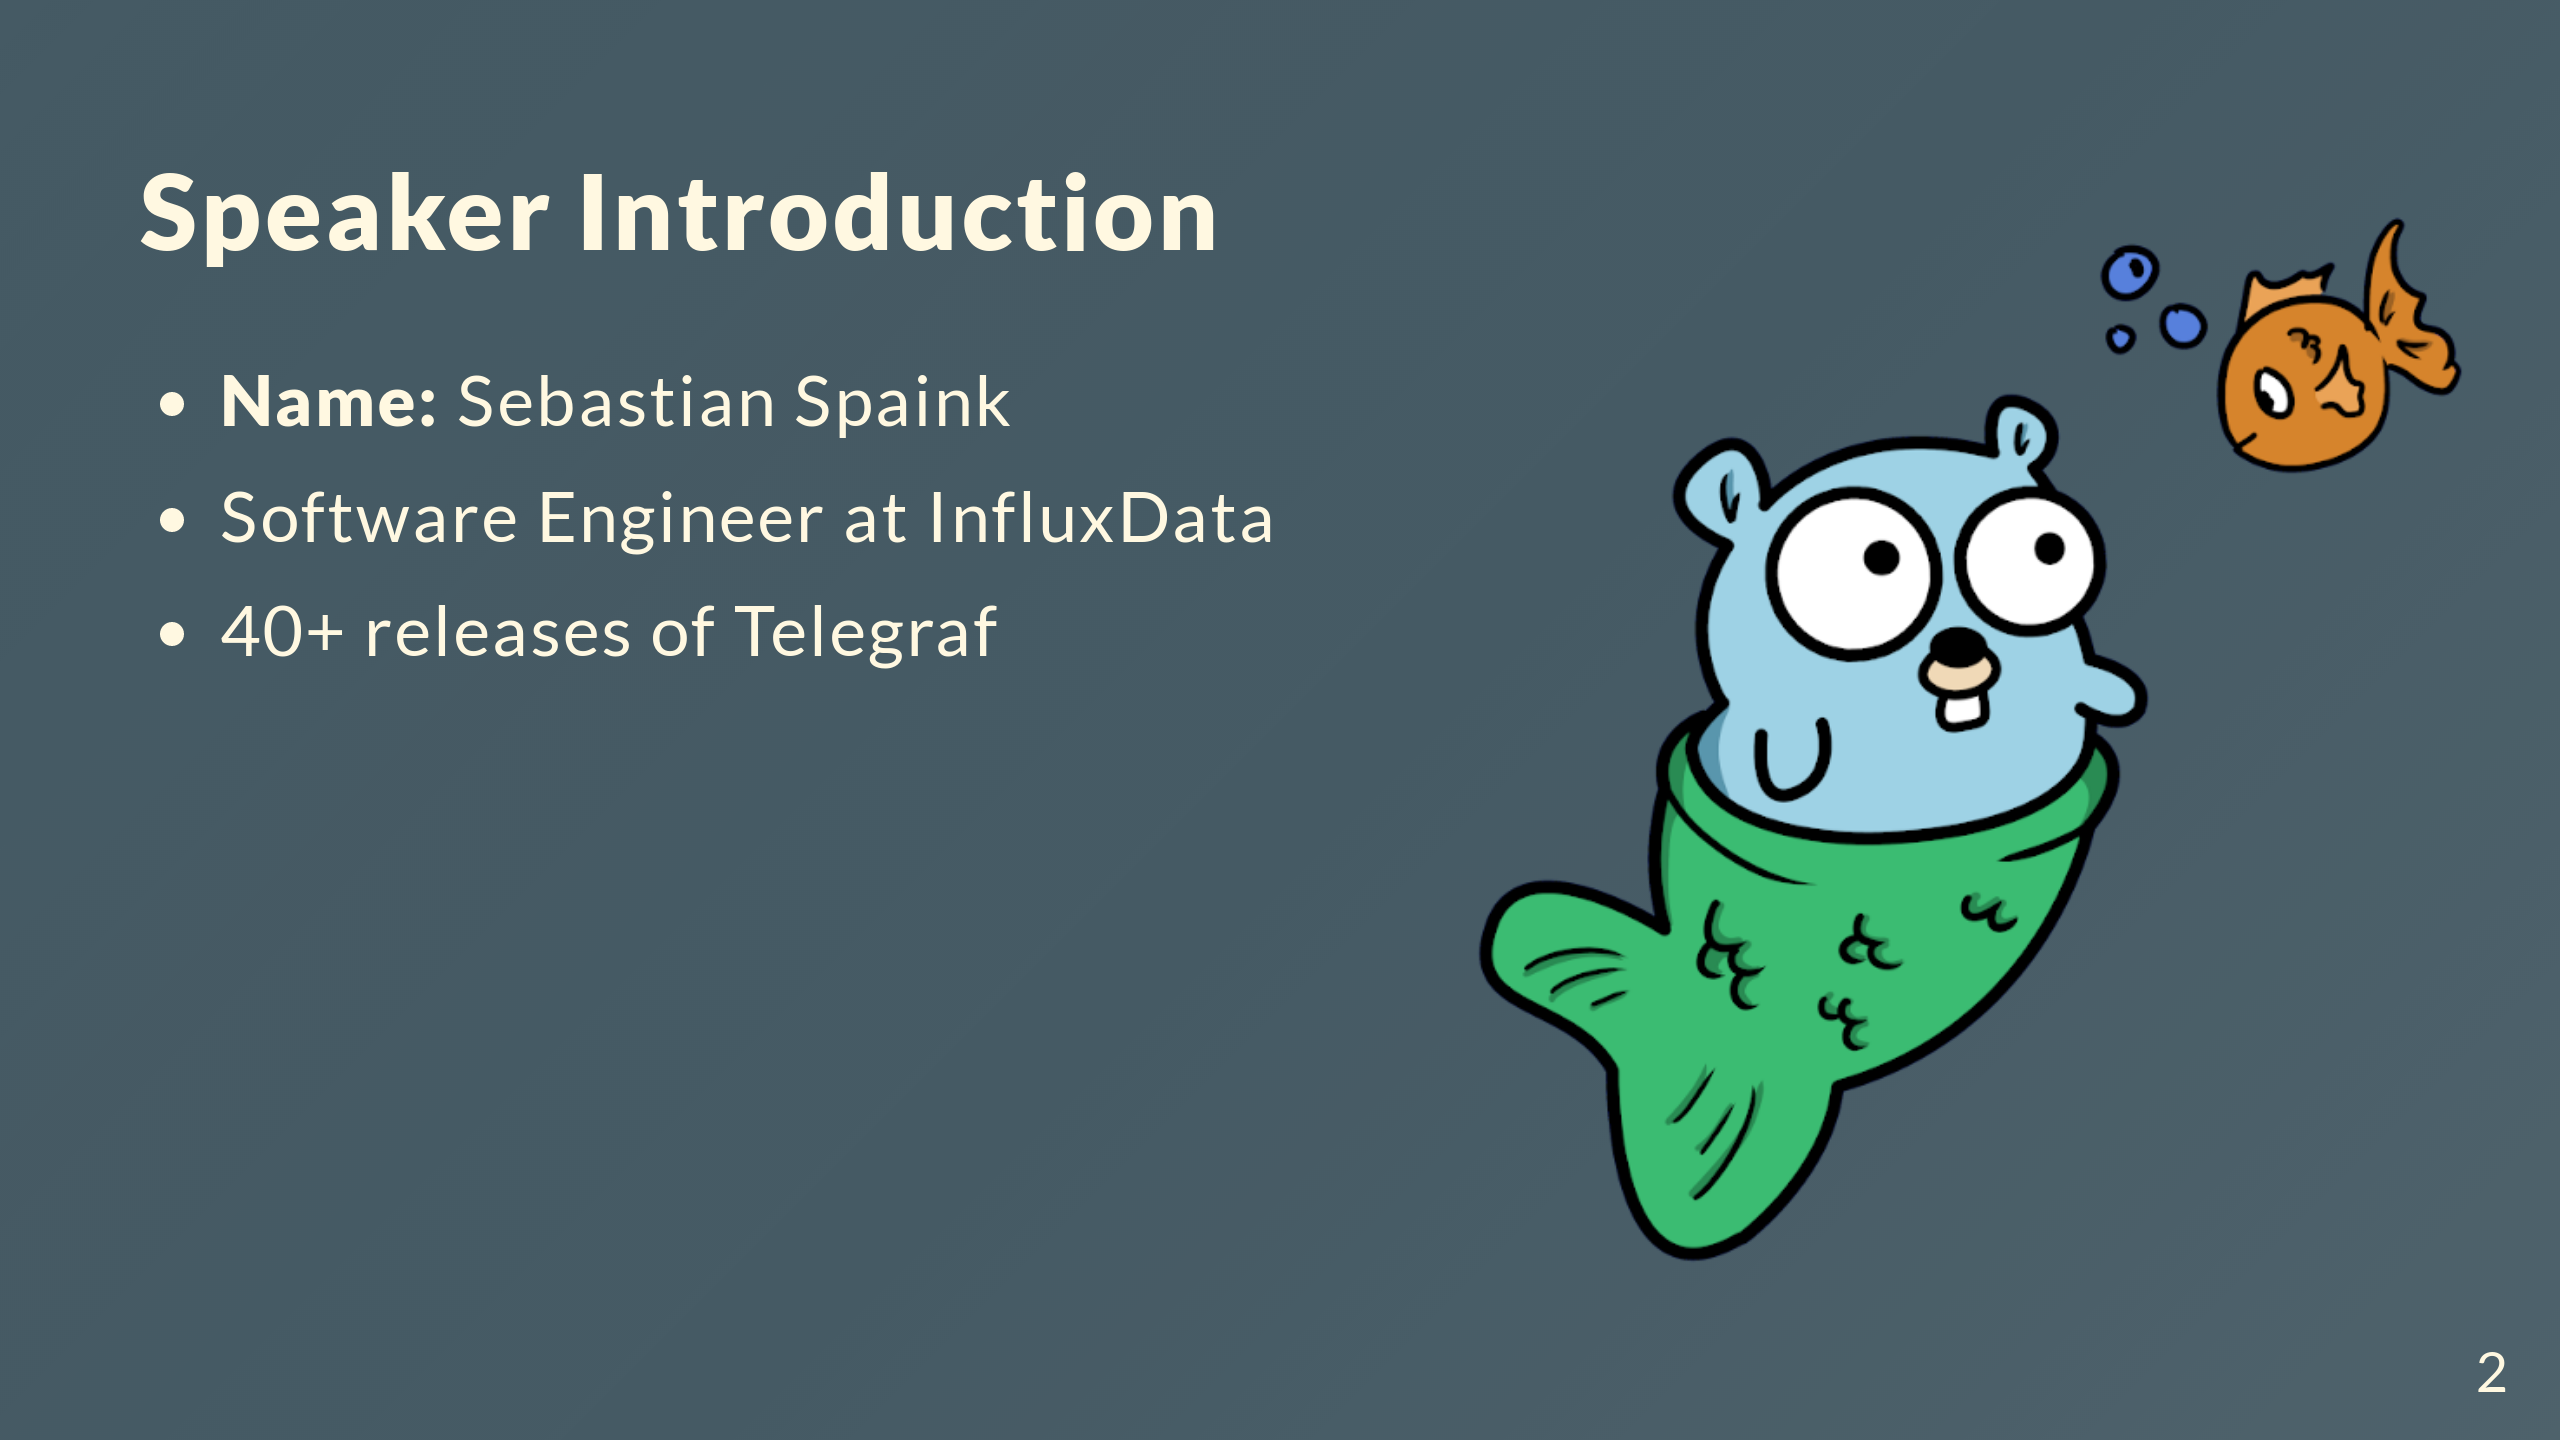 Speaker Introduction
• Name: Sebastian Spaink
• Software Engineer at InfluxData
• 40+ releases of Telegraf
2